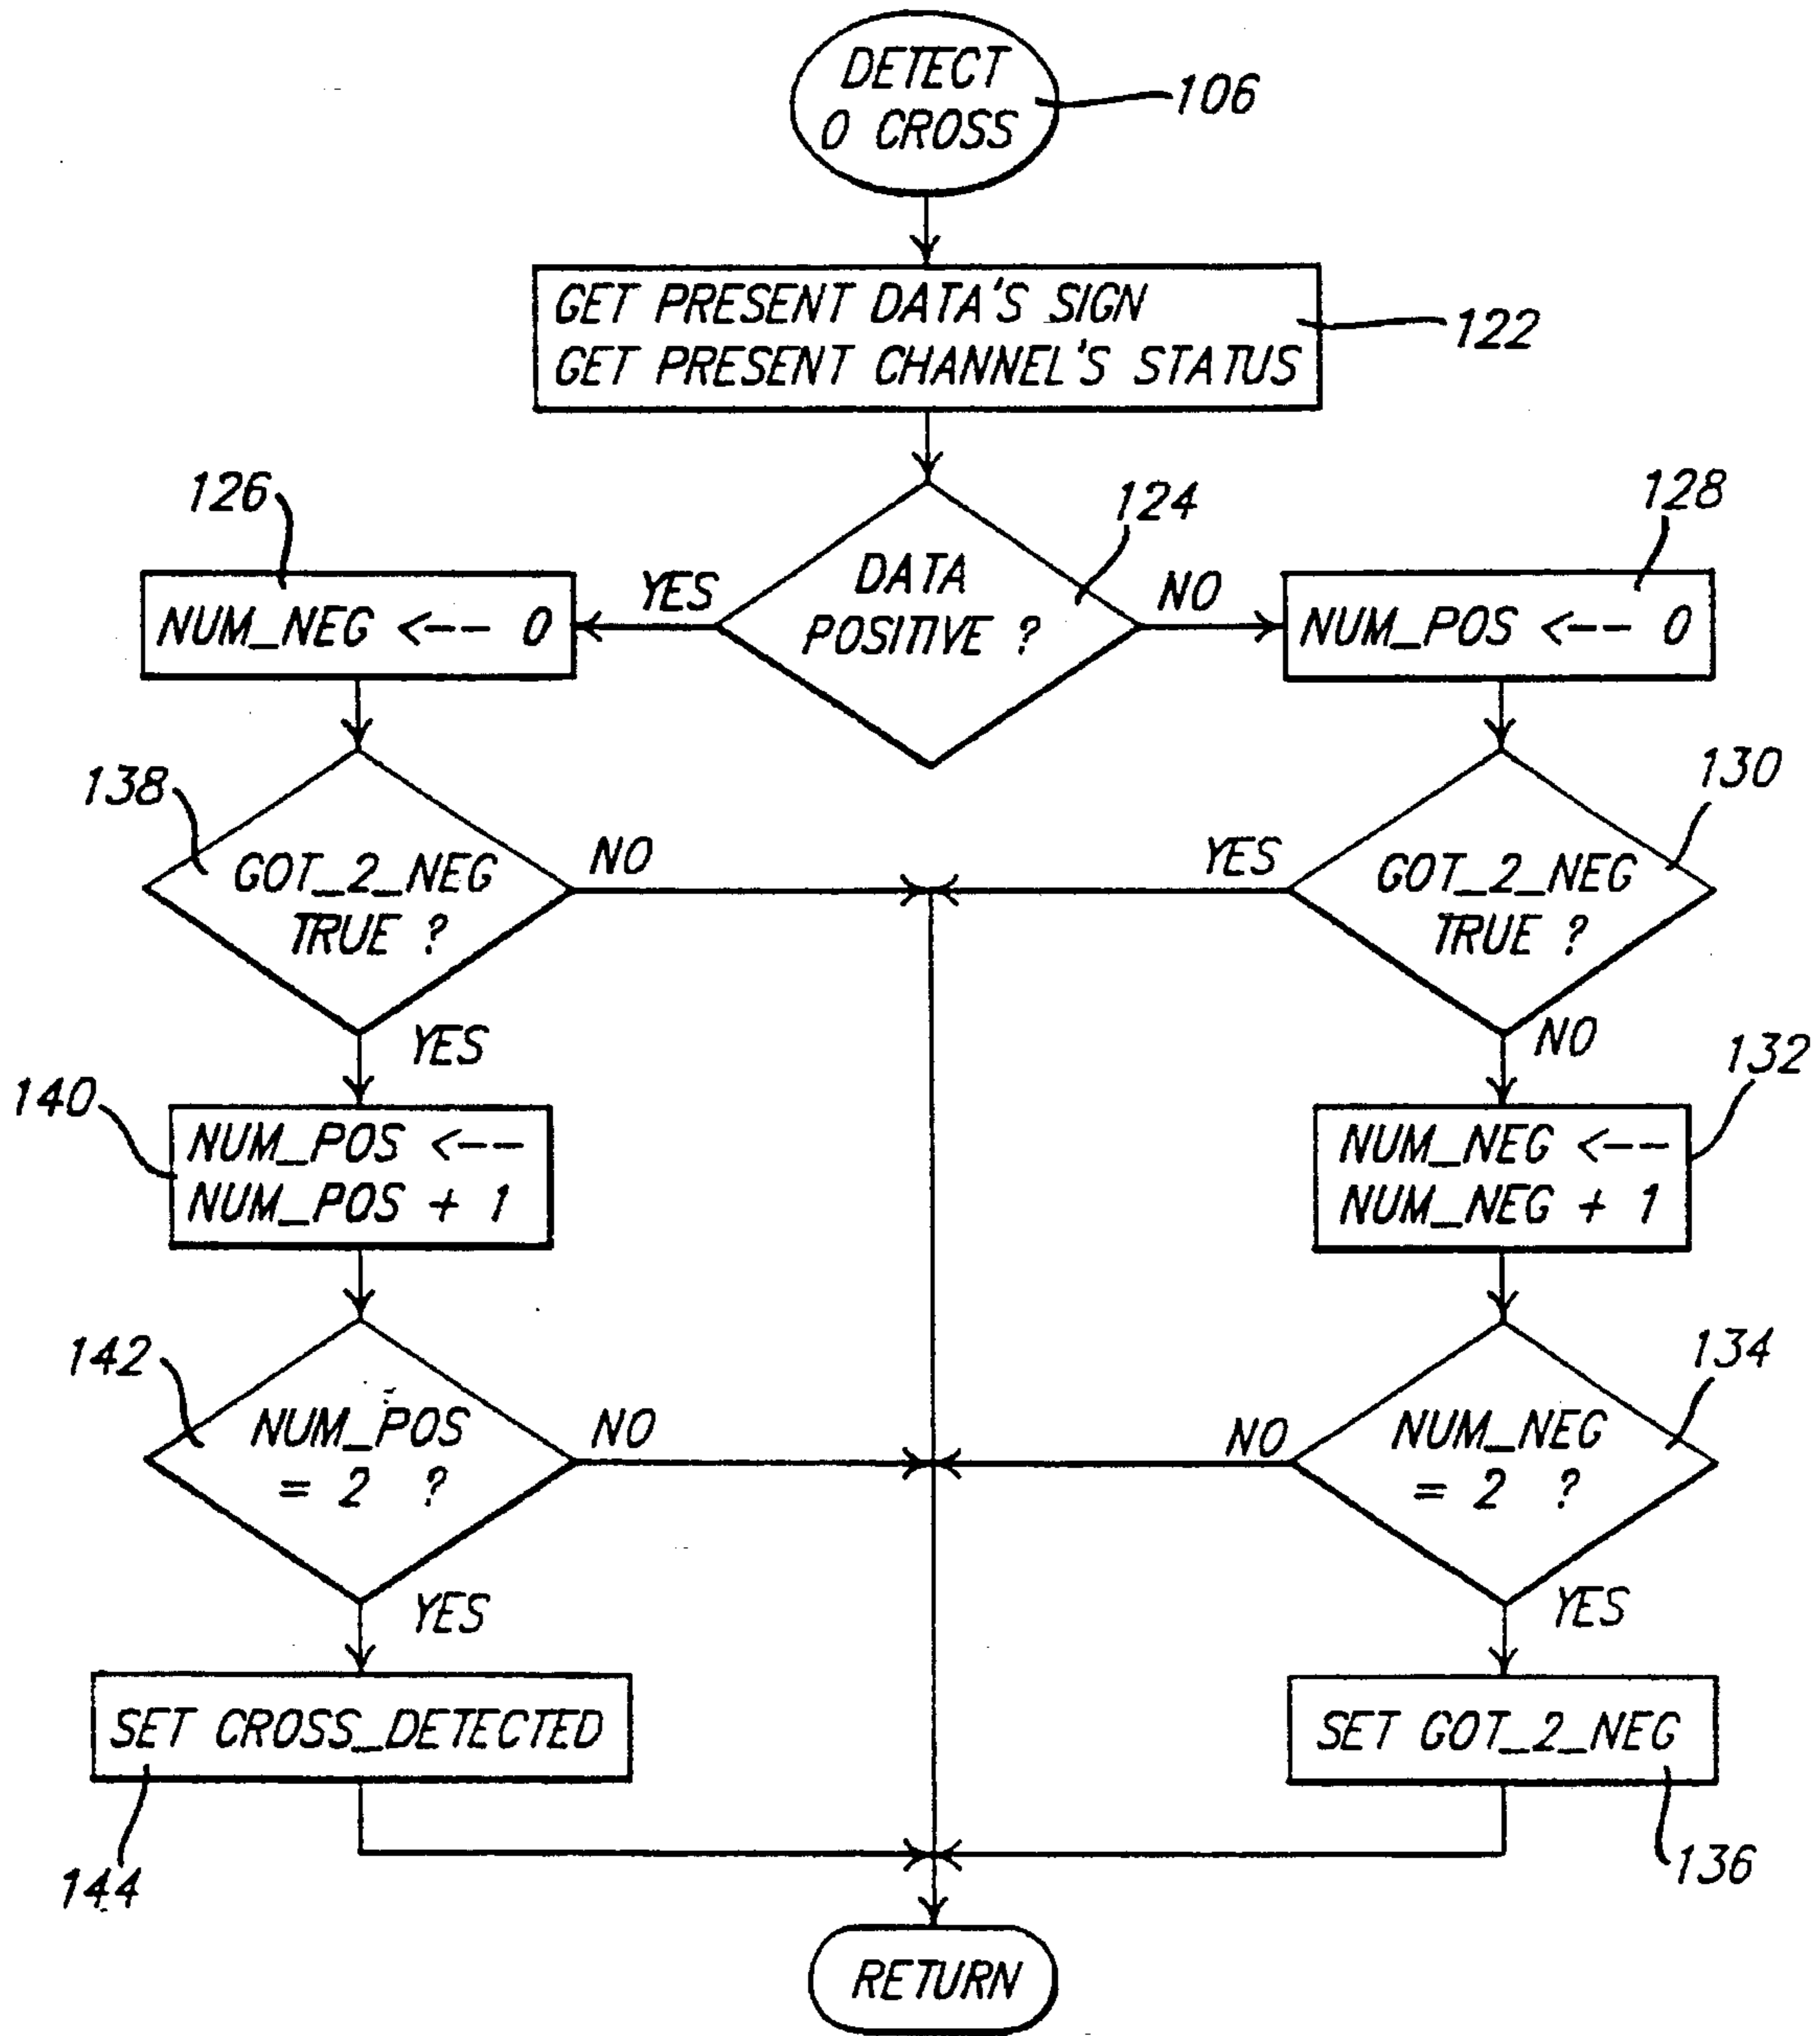 DETECT
0 CROSS
106
GET PRESENT DATA'S SIGN
GET PRESENT CHANNEL'S STATUS
122
126
124
128
NUM_NEG <-- 0
YES
DATA
POSITIVE ?
NO
NUM_POS <-- 0
138
130
GOT_2_NEG
TRUE ?
NO
YES
GOT_2_NEG
TRUE ?
YES
NO
140
132
NUM_POS <--
NUM_POS + 1
NUM_NEG <--
NUM_NEG + 1
142
134
NUM_POS
= 2 ?
NO
NO
NUM_NEG
= 2 ?
YES
YES
SET CROSS_DETECTED
SET GOT_2_NEG
144
136
RETURN